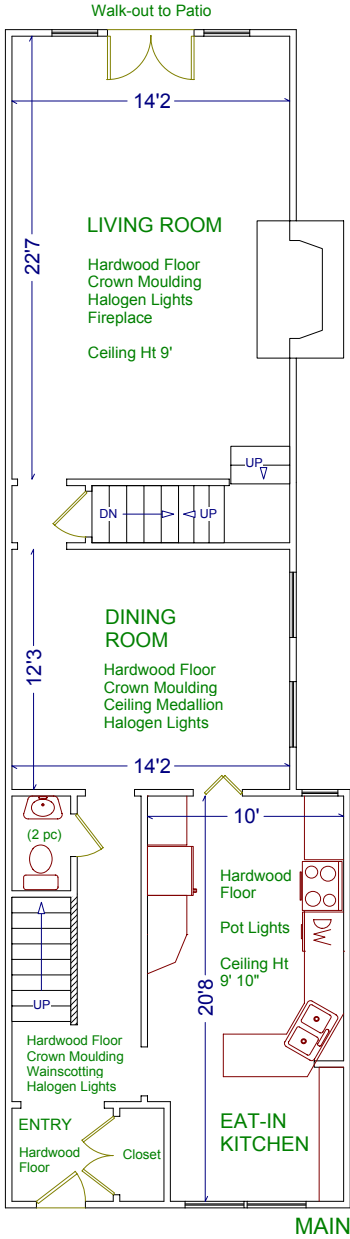 Walk-out to Patio
14'2
22'7
LIVING ROOM
Hardwood Floor
Crown Moulding
Halogen Lights
Fireplace
Ceiling Ht 9'
UP
DN
UP
DINING
ROOM
12'3
Hardwood Floor
Crown Moulding
Ceiling Medallion
Halogen Lights
14'2
10'
(2 pc)
Hardwood
Floor
Pot Lights
DW
Ceiling Ht
9' 10"
20'8
UP
Hardwood Floor
Crown Moulding
Wainscotting
Halogen Lights
ENTRY
Hardwood
Floor
Closet
EAT-IN
KITCHEN
MAIN